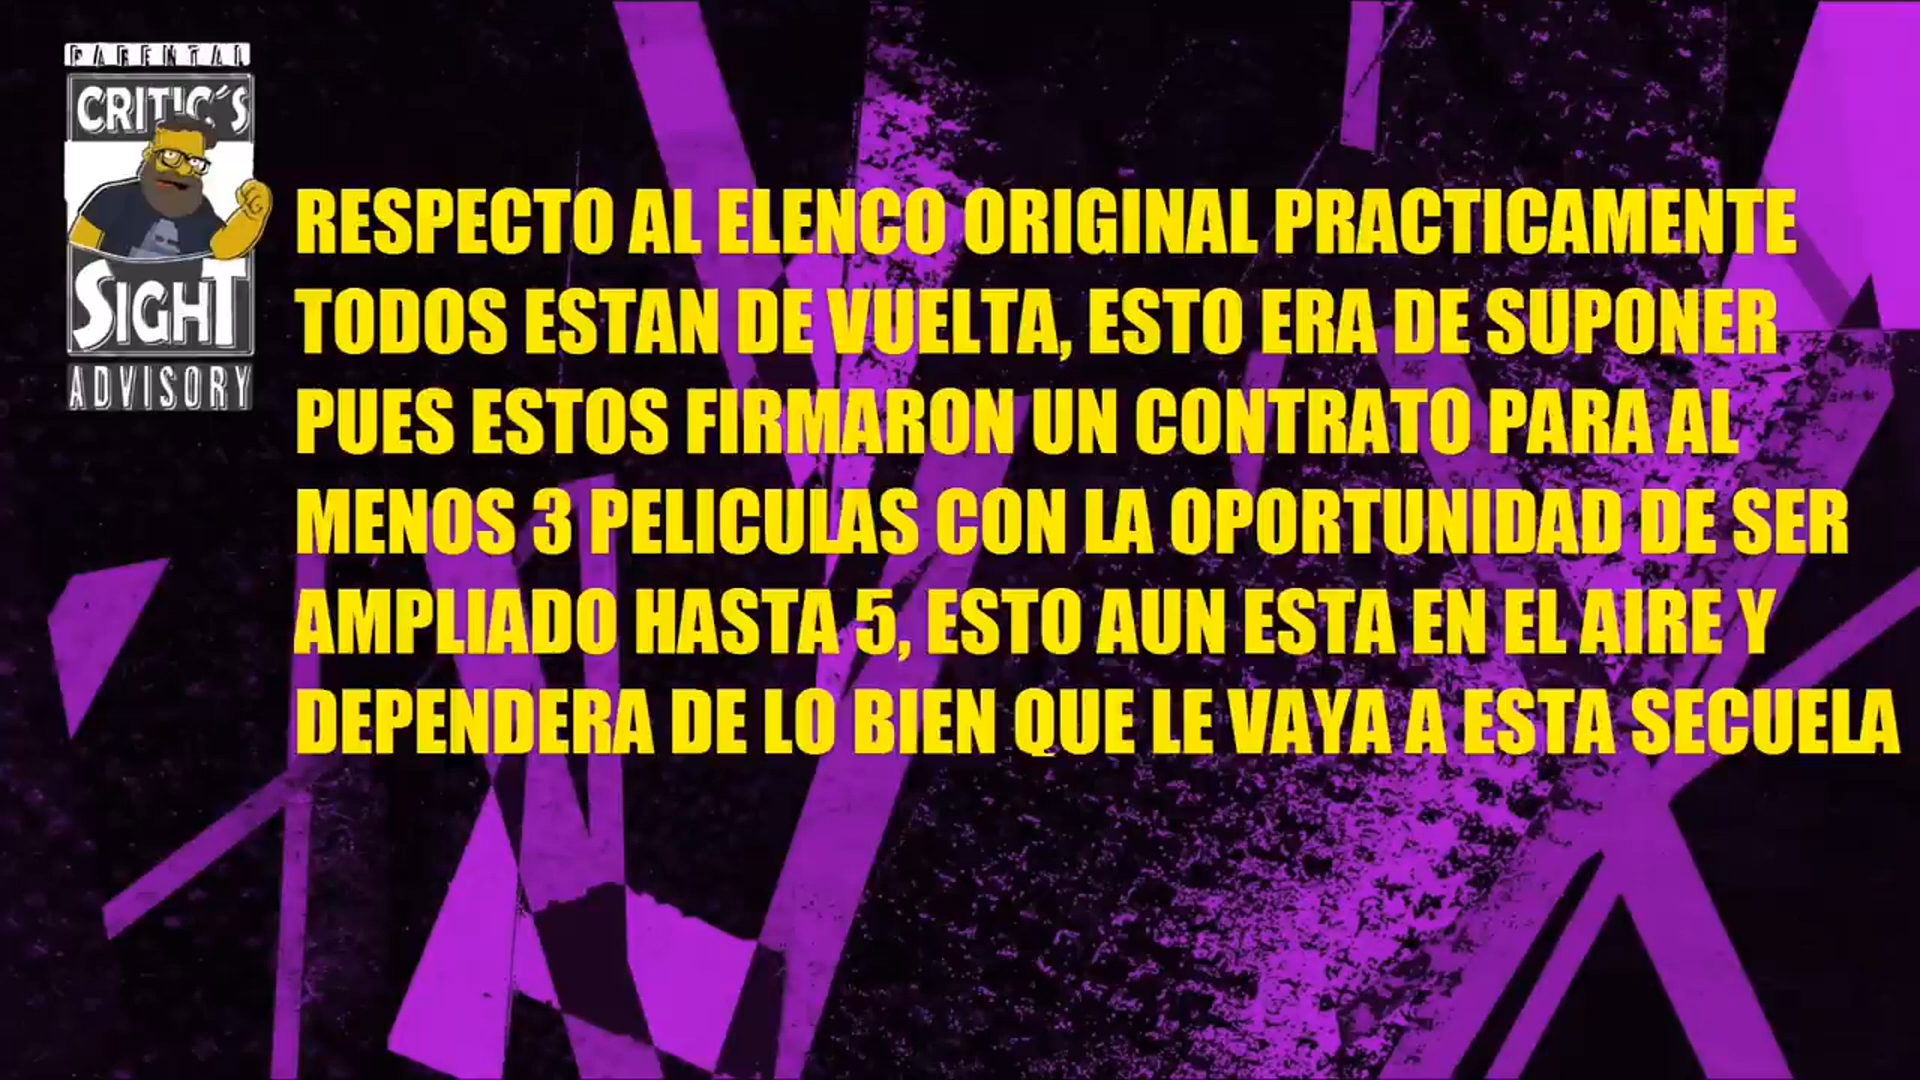 PARENTAL
CRITIC'S
SIGHT
ADVISORY
RESPECTO AL ELENCO ORIGINAL PRACTICAMENTE
TODOS ESTAN DE VUELTA, ESTO ERA DE SUPONER
PUES ESTOS FIRMARON UN CONTRATO PARA AL
MENOS 3 PELICULAS CON LA OPORTUNIDAD DE SER
AMPLIADO HASTA 5, ESTO AUN ESTA EN EL AIRE Y
DEPENDERA DE LO BIEN QUE LE VAYA A ESTA SECUELA